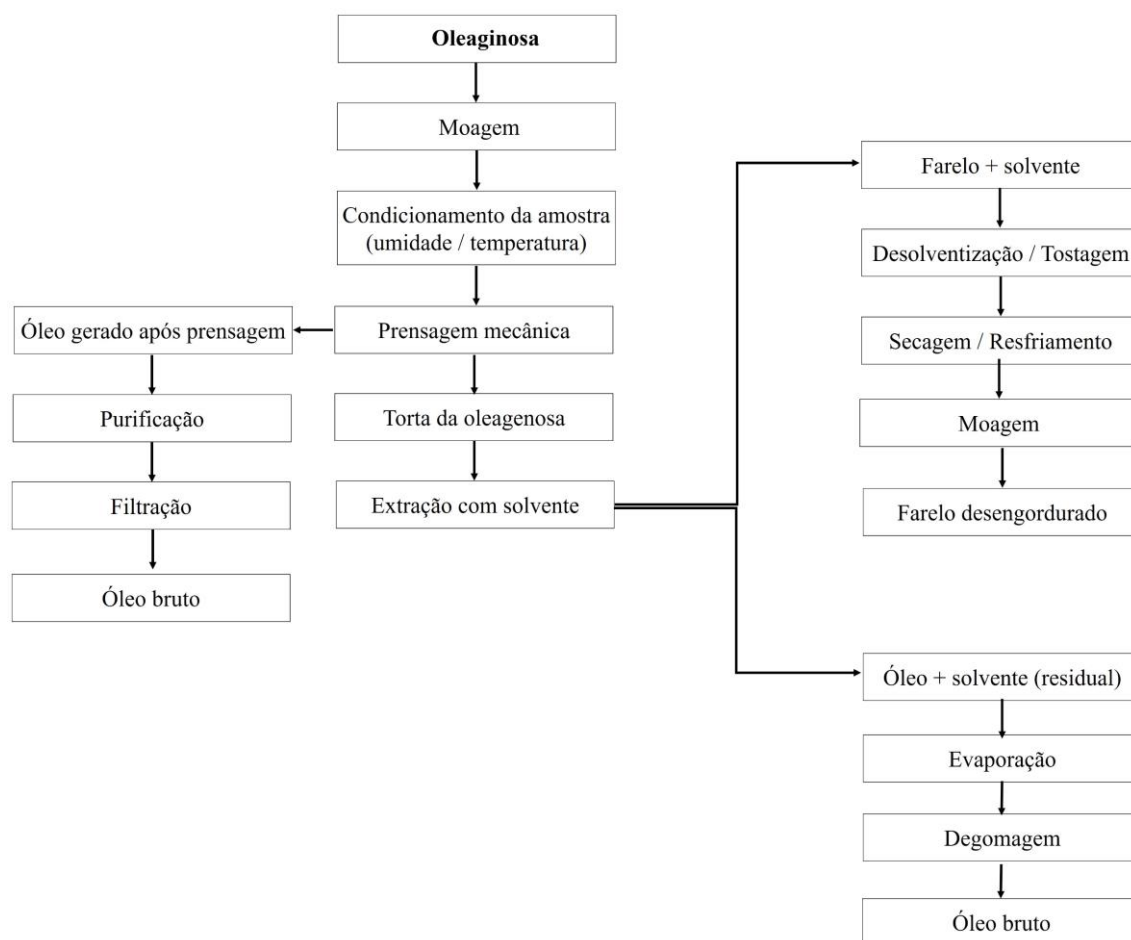 Oleaginosa
Moagem
Condicionamento da amostra
(umidade / temperatura)
Prensagem mecânica
Torta da oleagenosa
Extração com solvente
Óleo gerado após prensagem
Purificação
Filtração
Óleo bruto
Farelo + solvente
Desolventização / Tostagem
Secagem / Resfriamento
Moagem
Farelo desengordurado
Óleo + solvente (residual)
Evaporação
Degomagem
Óleo bruto